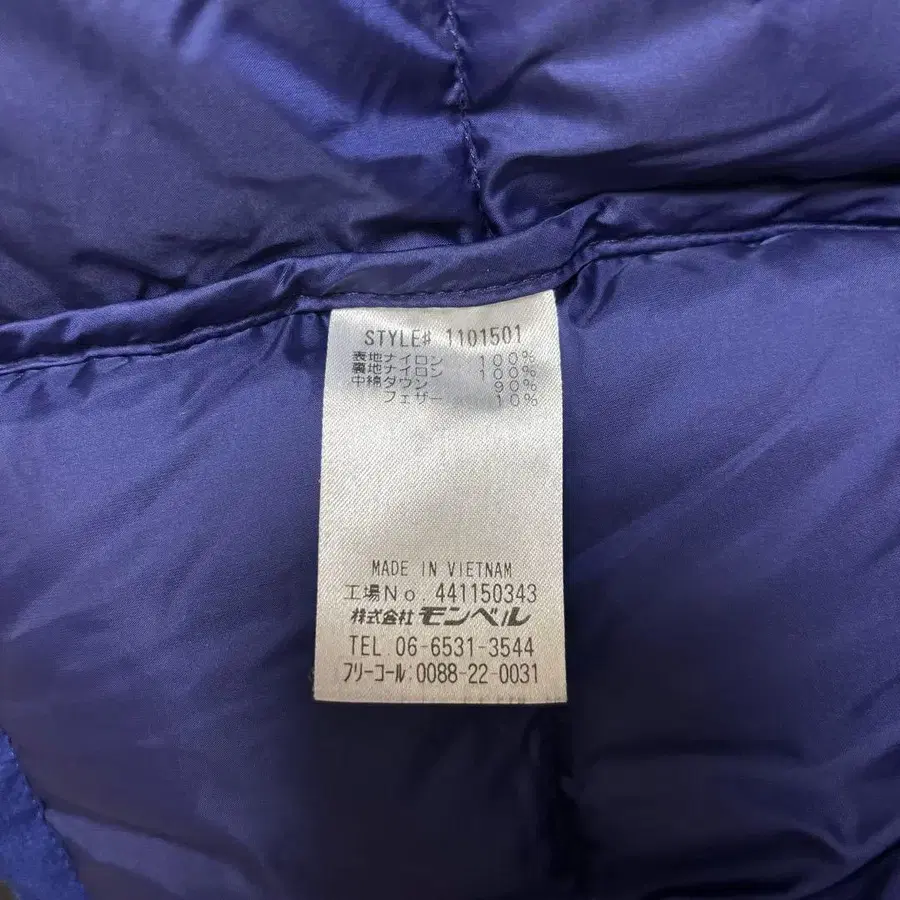 STYLE# 1101501
表地ナイロン 100%
裏地ナイロン 100%
中綿ダウン 90%
フェザー 10%
MADE IN VIETNAM
工場No. 441150343
株式会社 モンベル
TEL 06-6531-3544
フリーコール:0088-22-0031